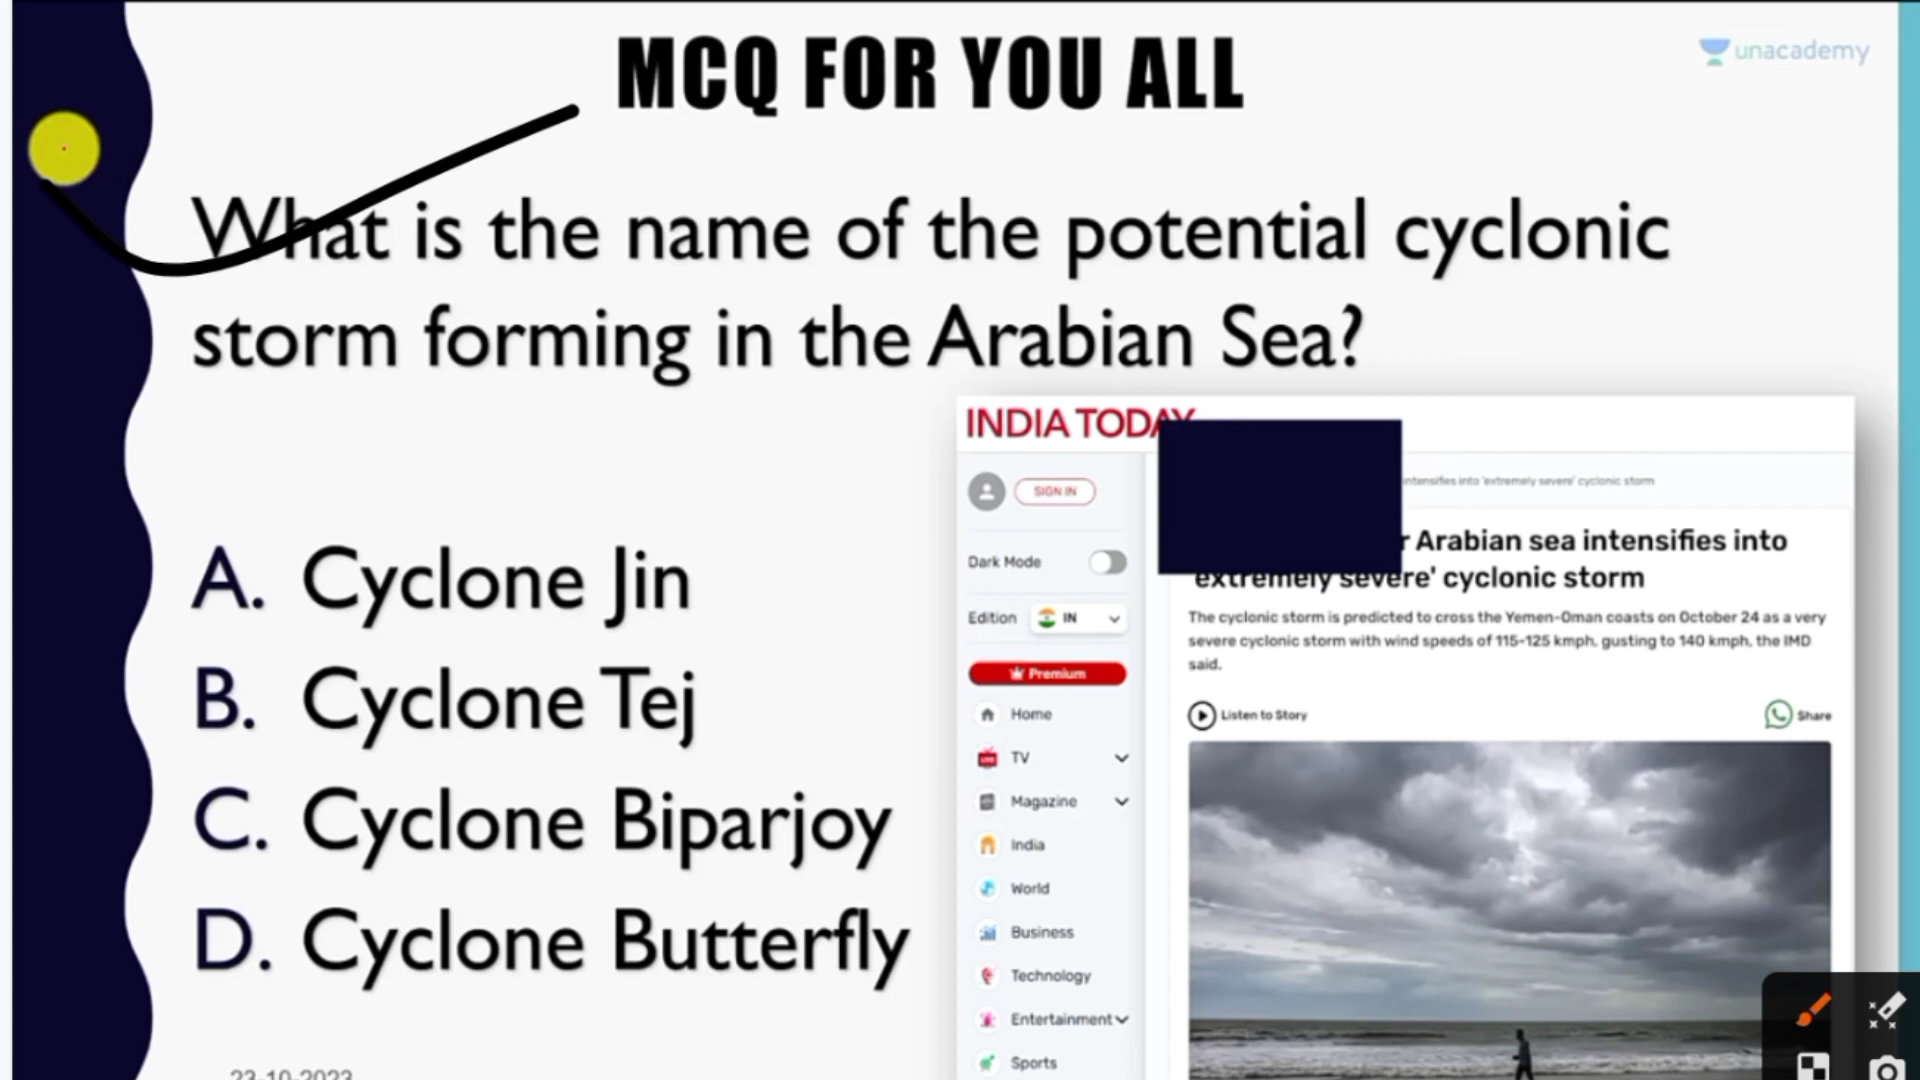 MCQ FOR YOU ALL
unacademy
What is the name of the potential cyclonic
storm forming in the Arabian Sea?
A. Cyclone Jin
B. Cyclone Tej
C. Cyclone Biparjoy
D. Cyclone Butterfly
23-10-2023
INDIA TODAY
SIGN IN
Dark Mode
Edition IN
Premium
Home
TV
Magazine
India
World
Business
Technology
Entertainment
Sports
intensifies into 'extremely severe' cyclonic storm
r Arabian sea intensifies into
'extremely severe' cyclonic storm
The cyclonic storm is predicted to cross the Yemen-Oman coasts on October 24 as a very
severe cyclonic storm with wind speeds of 115-125 kmph, gusting to 140 kmph, the IMD
said.
Listen to Story
Share